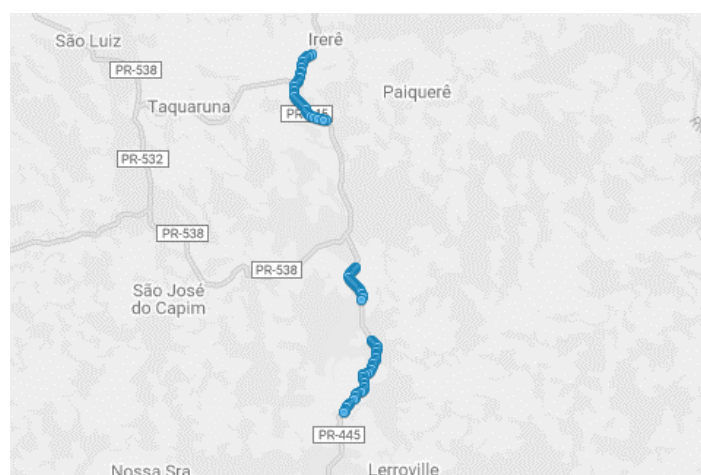 São Luiz
Irerê
PR-538
Paiquerê
Taquaruna
PR-532
PR-538
PR-538
São José
do Capim
PR-445
Nossa Sra
Lerroville